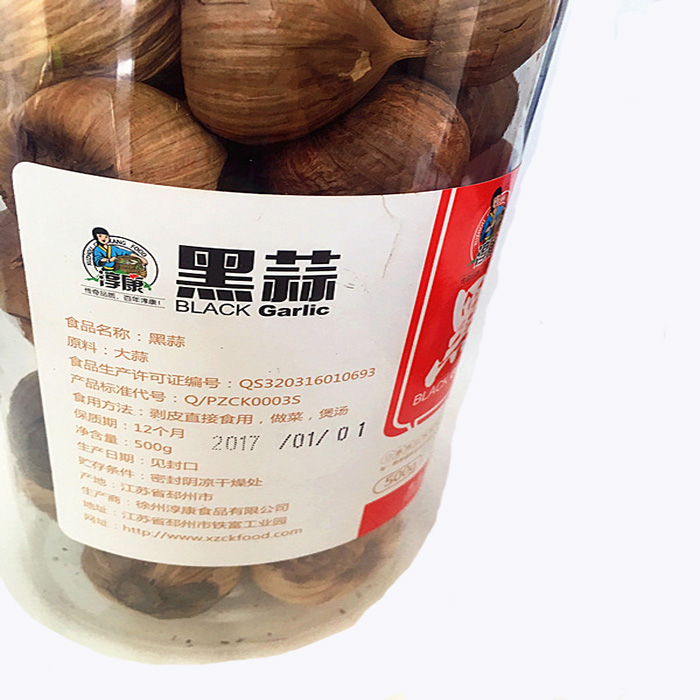 淳康
传奇品质，百年淳康！
黑蒜
BLACK Garlic
食品名称：黑蒜
原料：大蒜
食品生产许可证编号：QS320316010693
产品标准代号：Q/PZCK0003S
食用方法：剥皮直接食用，做菜，煲汤
保质期：12个月
净含量：500g
2017 /01/ 01
生产日期：见封口
贮存条件：密封阴凉干燥处
产地：江苏省邳州市
生产商：徐州淳康食品有限公司
地址：江苏省邳州市铁富工业园
网址：http://www.xzckfood.com
BLACK
500g